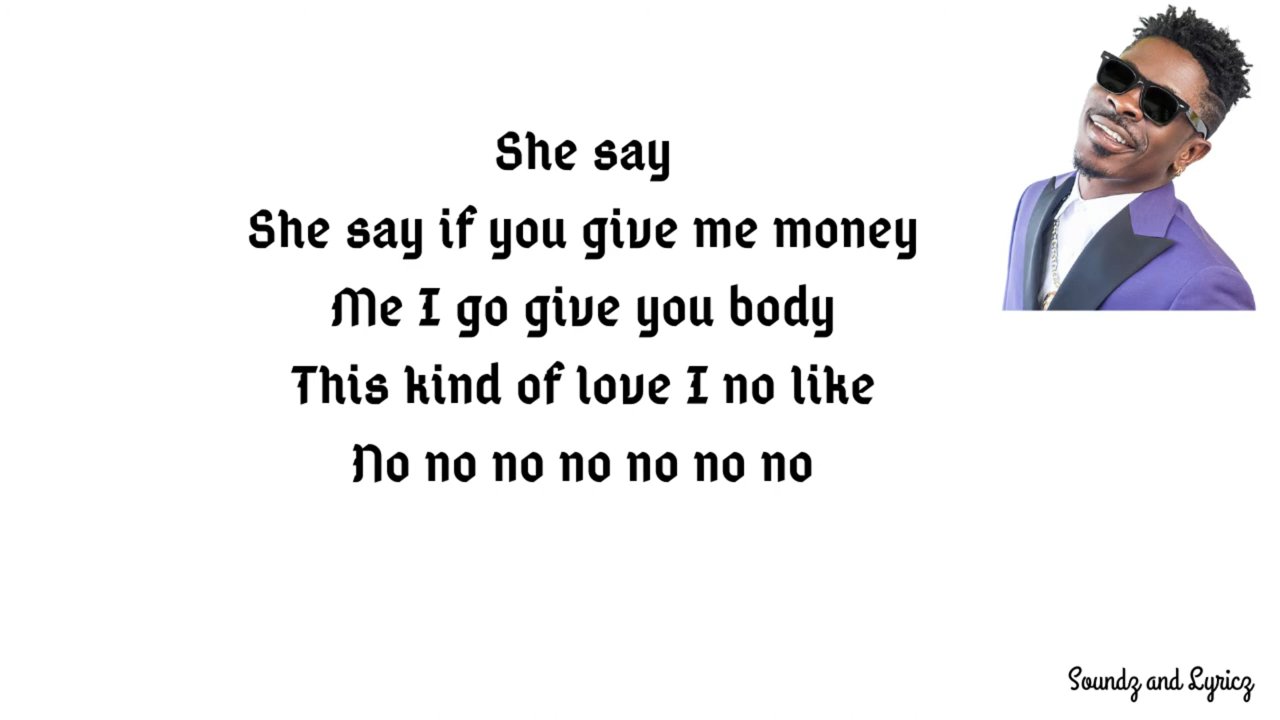 She say
She say if you give me money
Me I go give you body
This kind of love I no like
No no no no no no no
Soundz and Lyricz